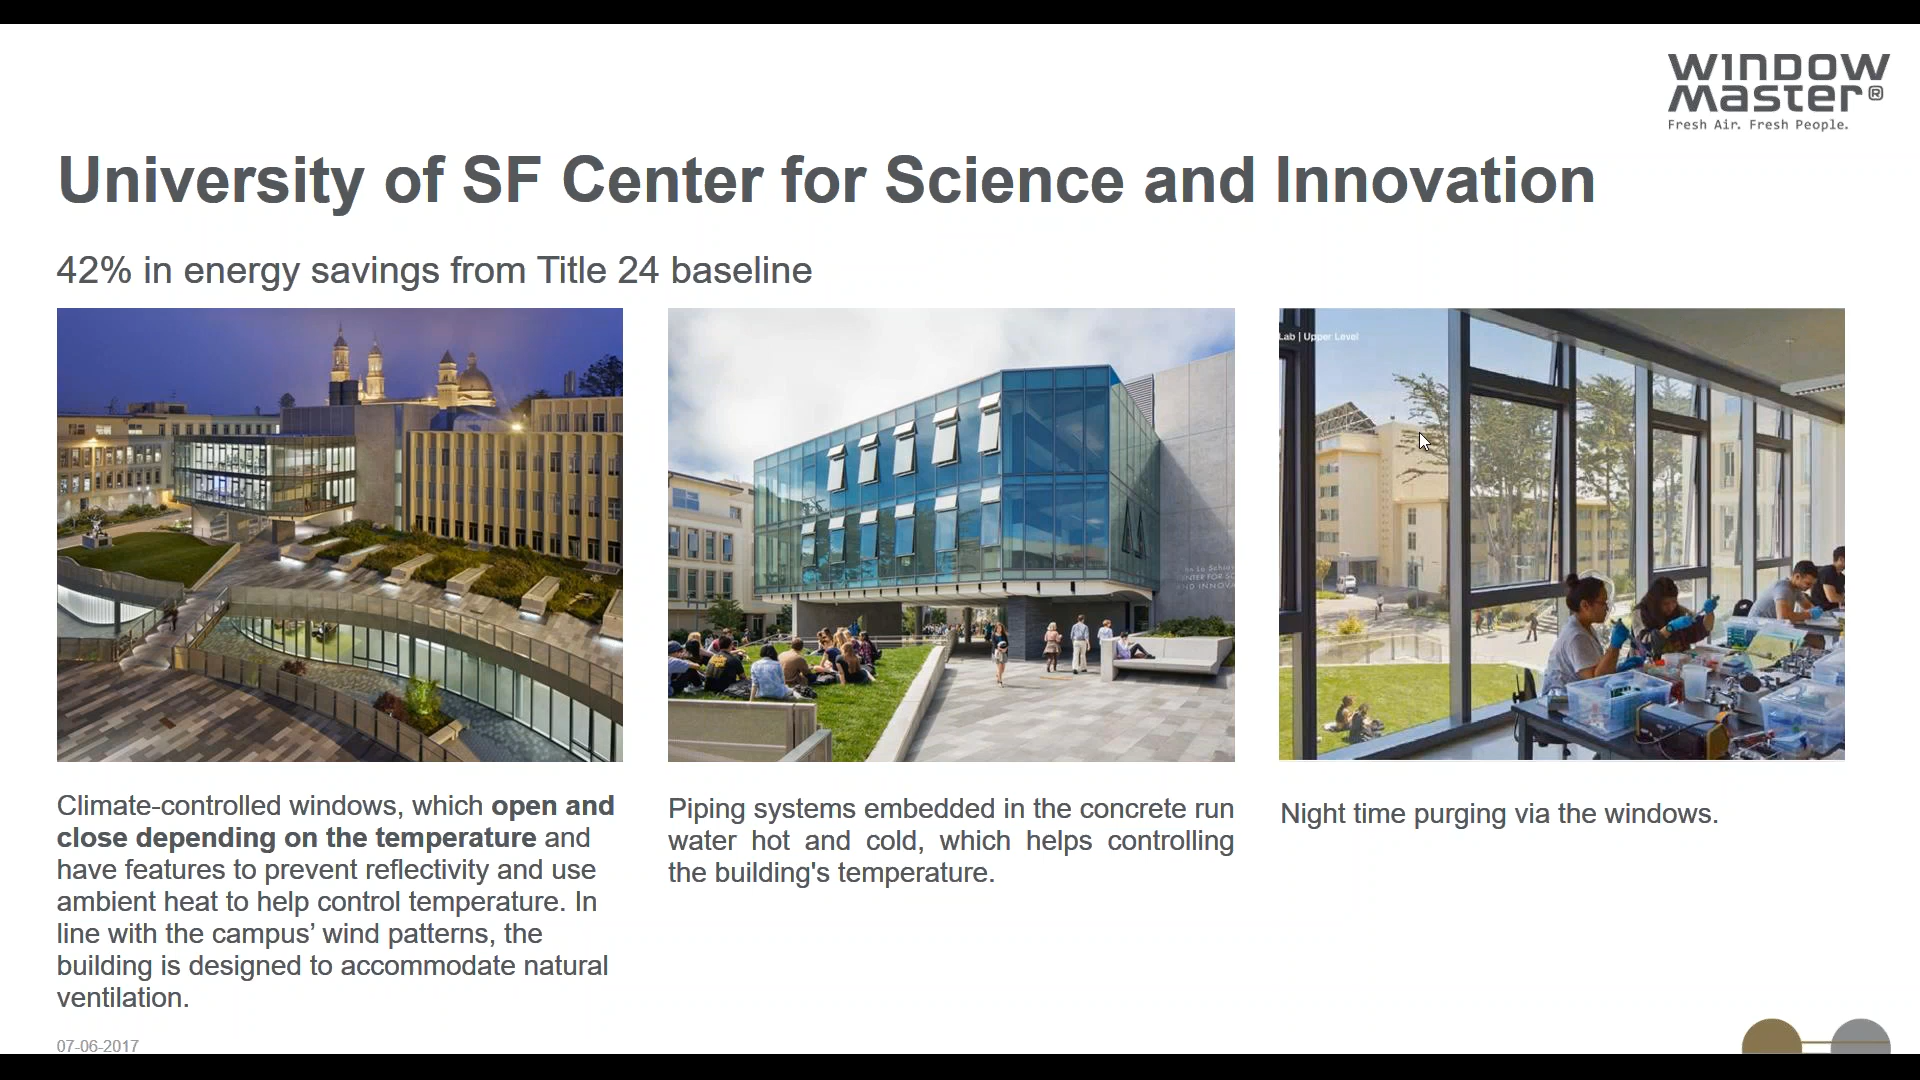 WINDOW
Master®
Fresh Air. Fresh People.
University of SF Center for Science and Innovation
42% in energy savings from Title 24 baseline
Lab | Upper Level
Climate-controlled windows, which open and
close depending on the temperature and
have features to prevent reflectivity and use
ambient heat to help control temperature. In
line with the campus’ wind patterns, the
building is designed to accommodate natural
ventilation.
Piping systems embedded in the concrete run
water hot and cold, which helps controlling
the building's temperature.
Night time purging via the windows.
07-06-2017